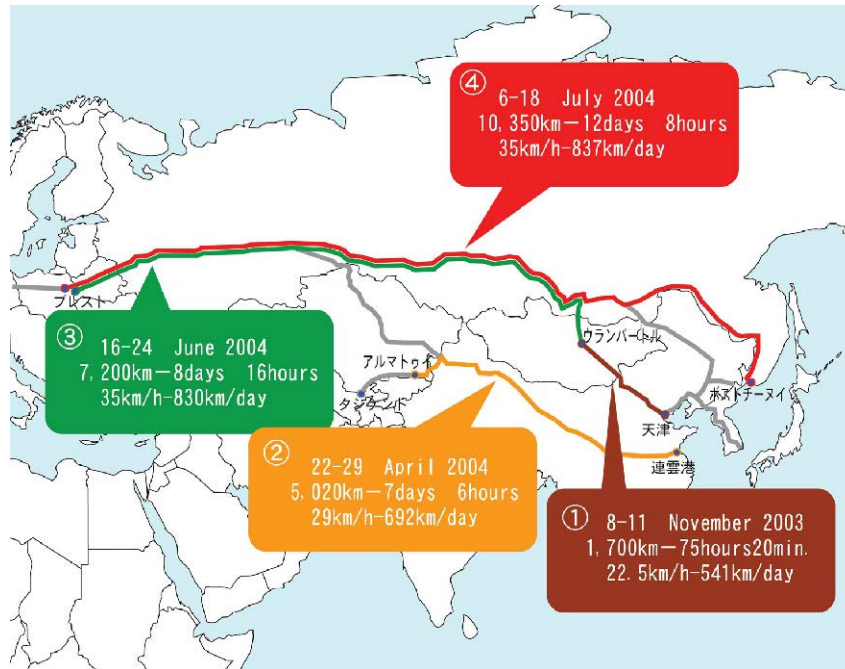 ④
6-18 July 2004
10,350km－12days 8hours
35km/h-837km/day
ブレスト
③
16-24 June 2004
7,200km－8days 16hours
35km/h-830km/day
アルマトゥイ
タシケント
ウランバートル
ボストチーヌイ
天津
連雲港
②
22-29 April 2004
5,020km－7days 6hours
29km/h-692km/day
①
8-11 November 2003
1,700km－75hours20min.
22.5km/h-541km/day